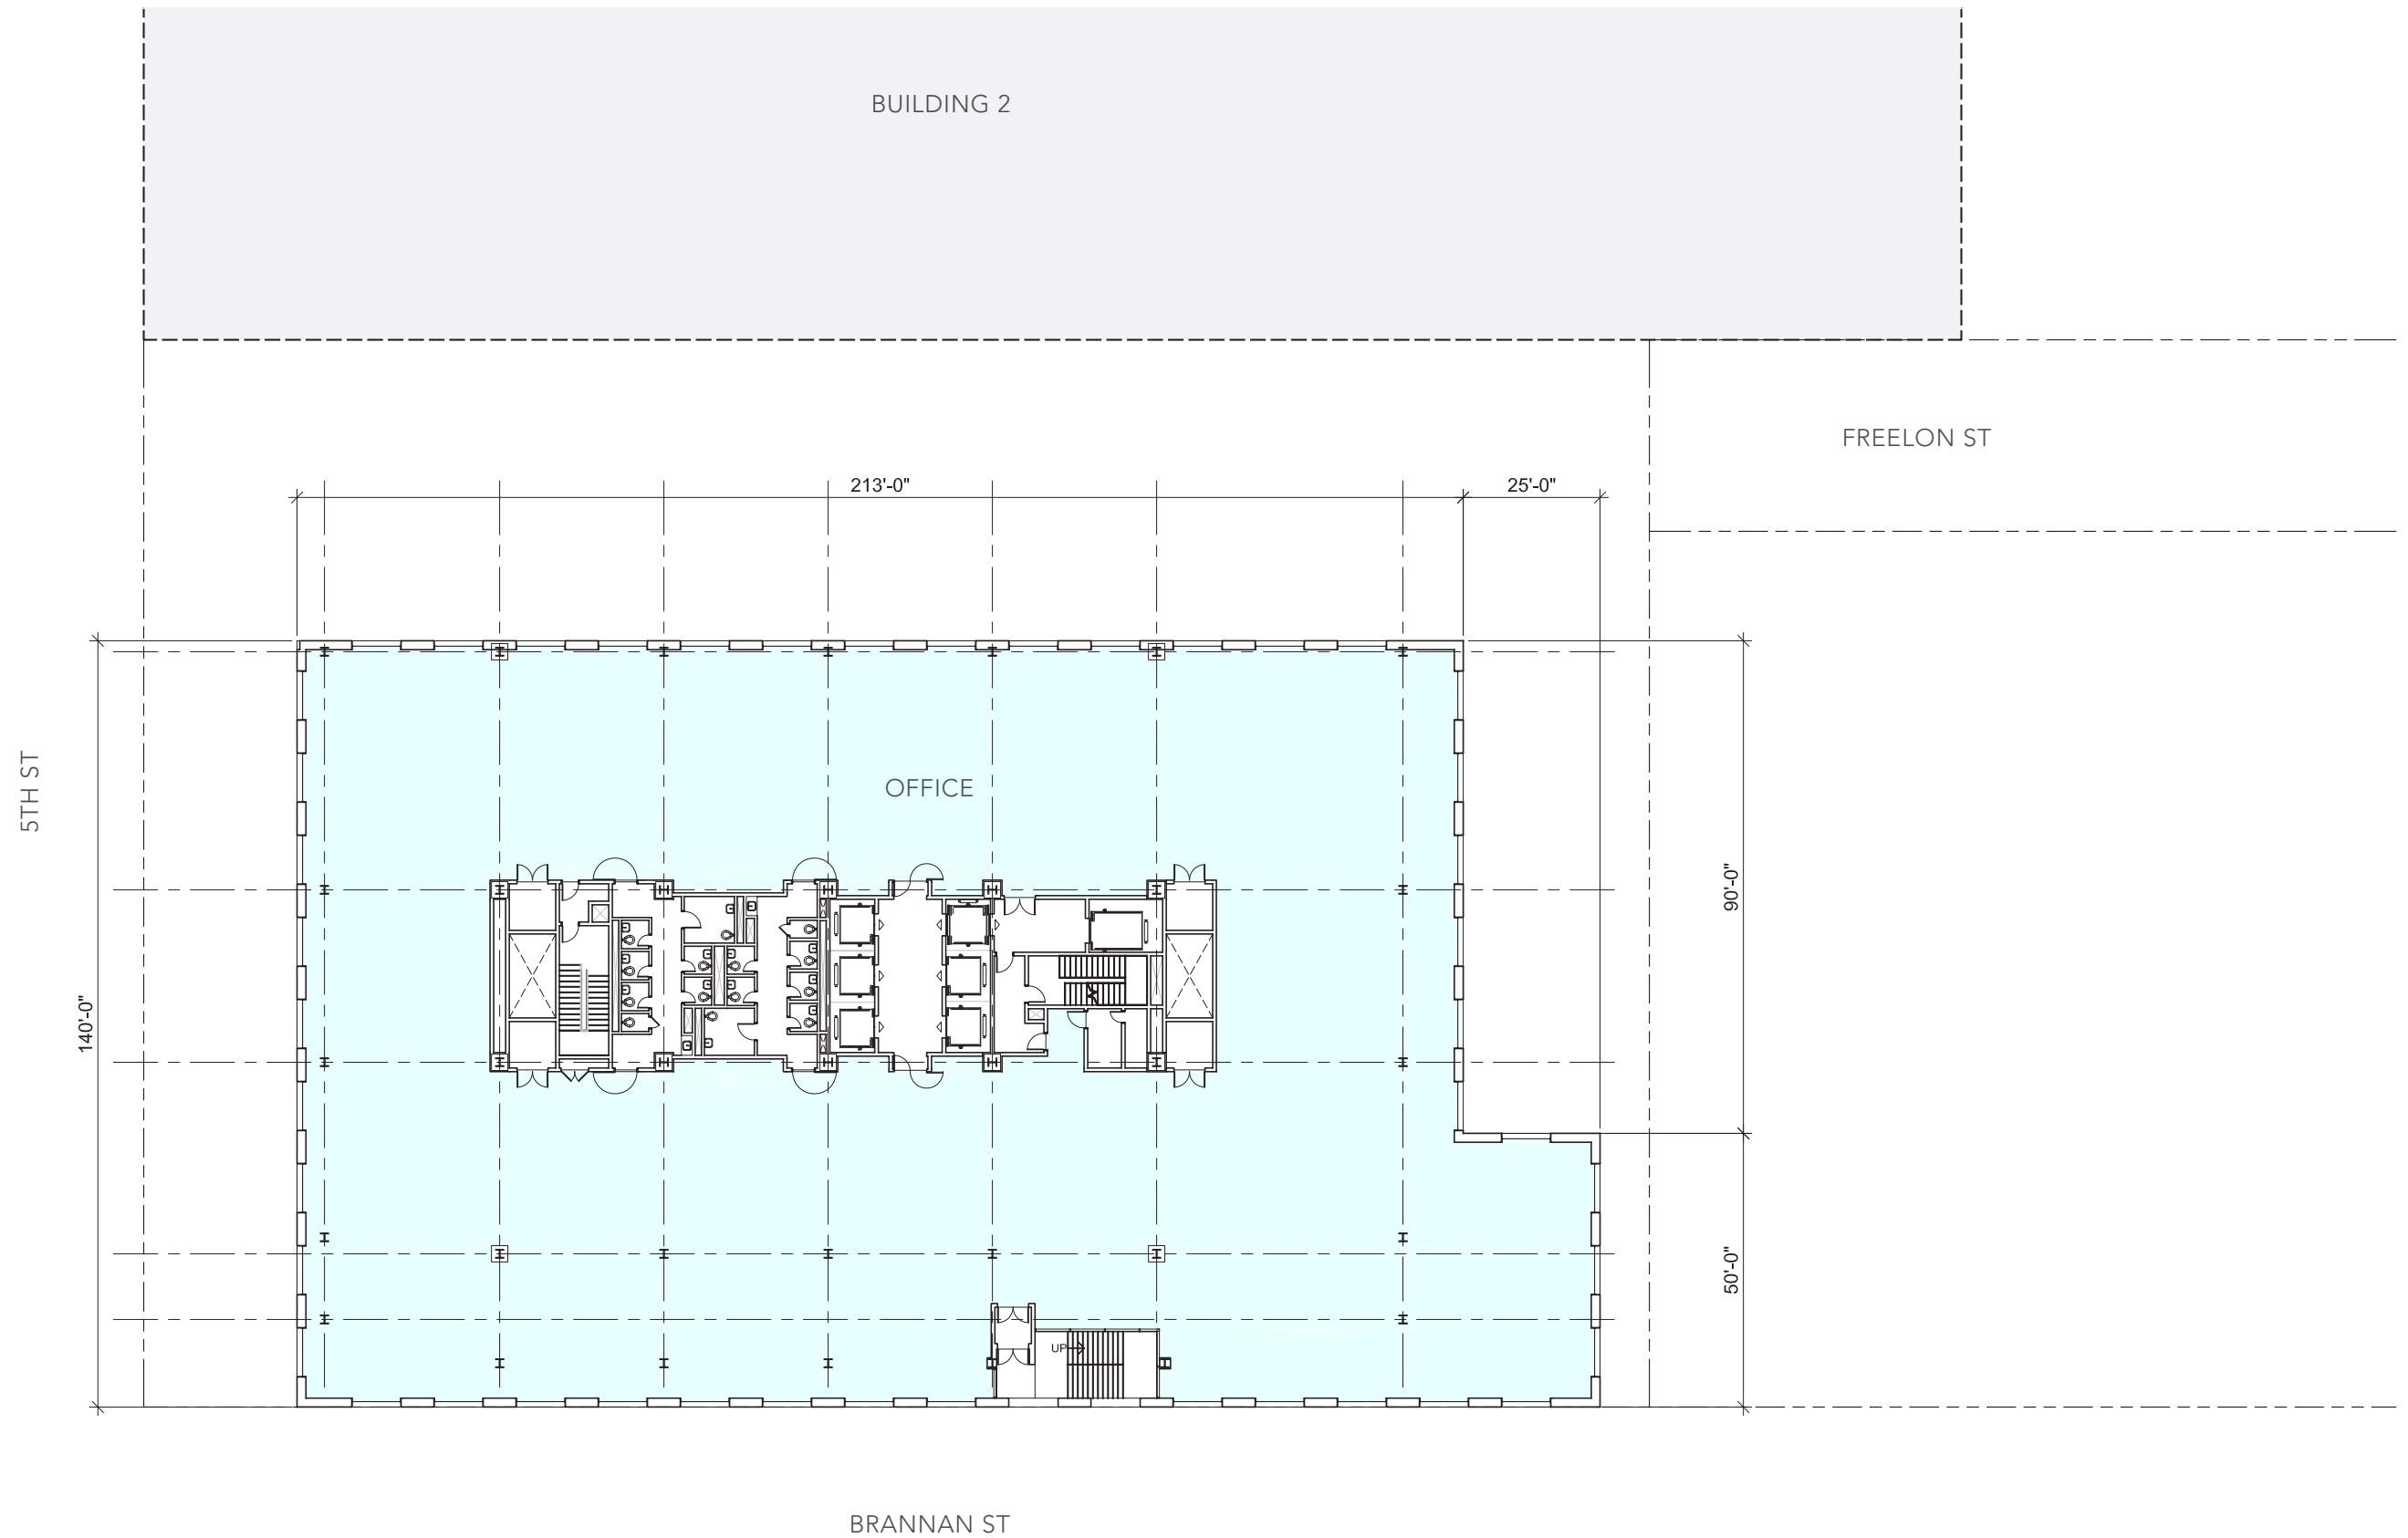 BUILDING 2
FREELON ST
213'-0"
25'-0"
5TH ST
OFFICE
90'-0"
140'-0"
50'-0"
UP
BRANNAN ST